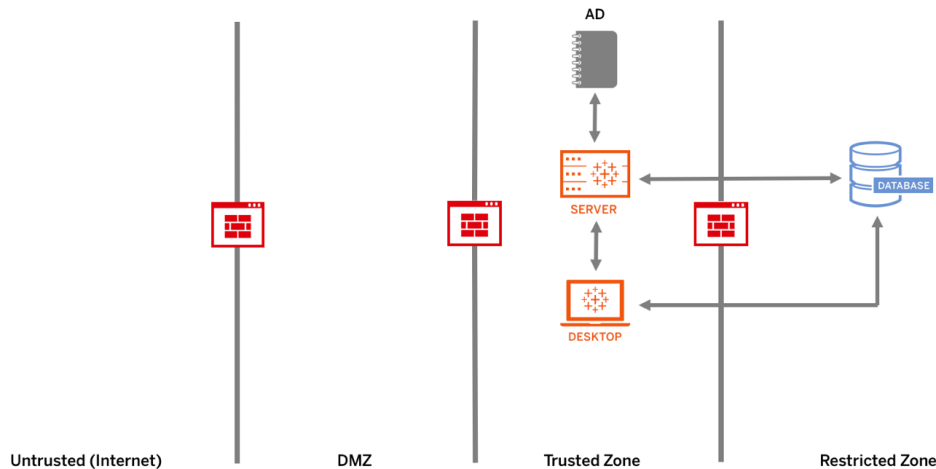 AD
SERVER
DATABASE
DESKTOP
Untrusted (Internet)
DMZ
Trusted Zone
Restricted Zone